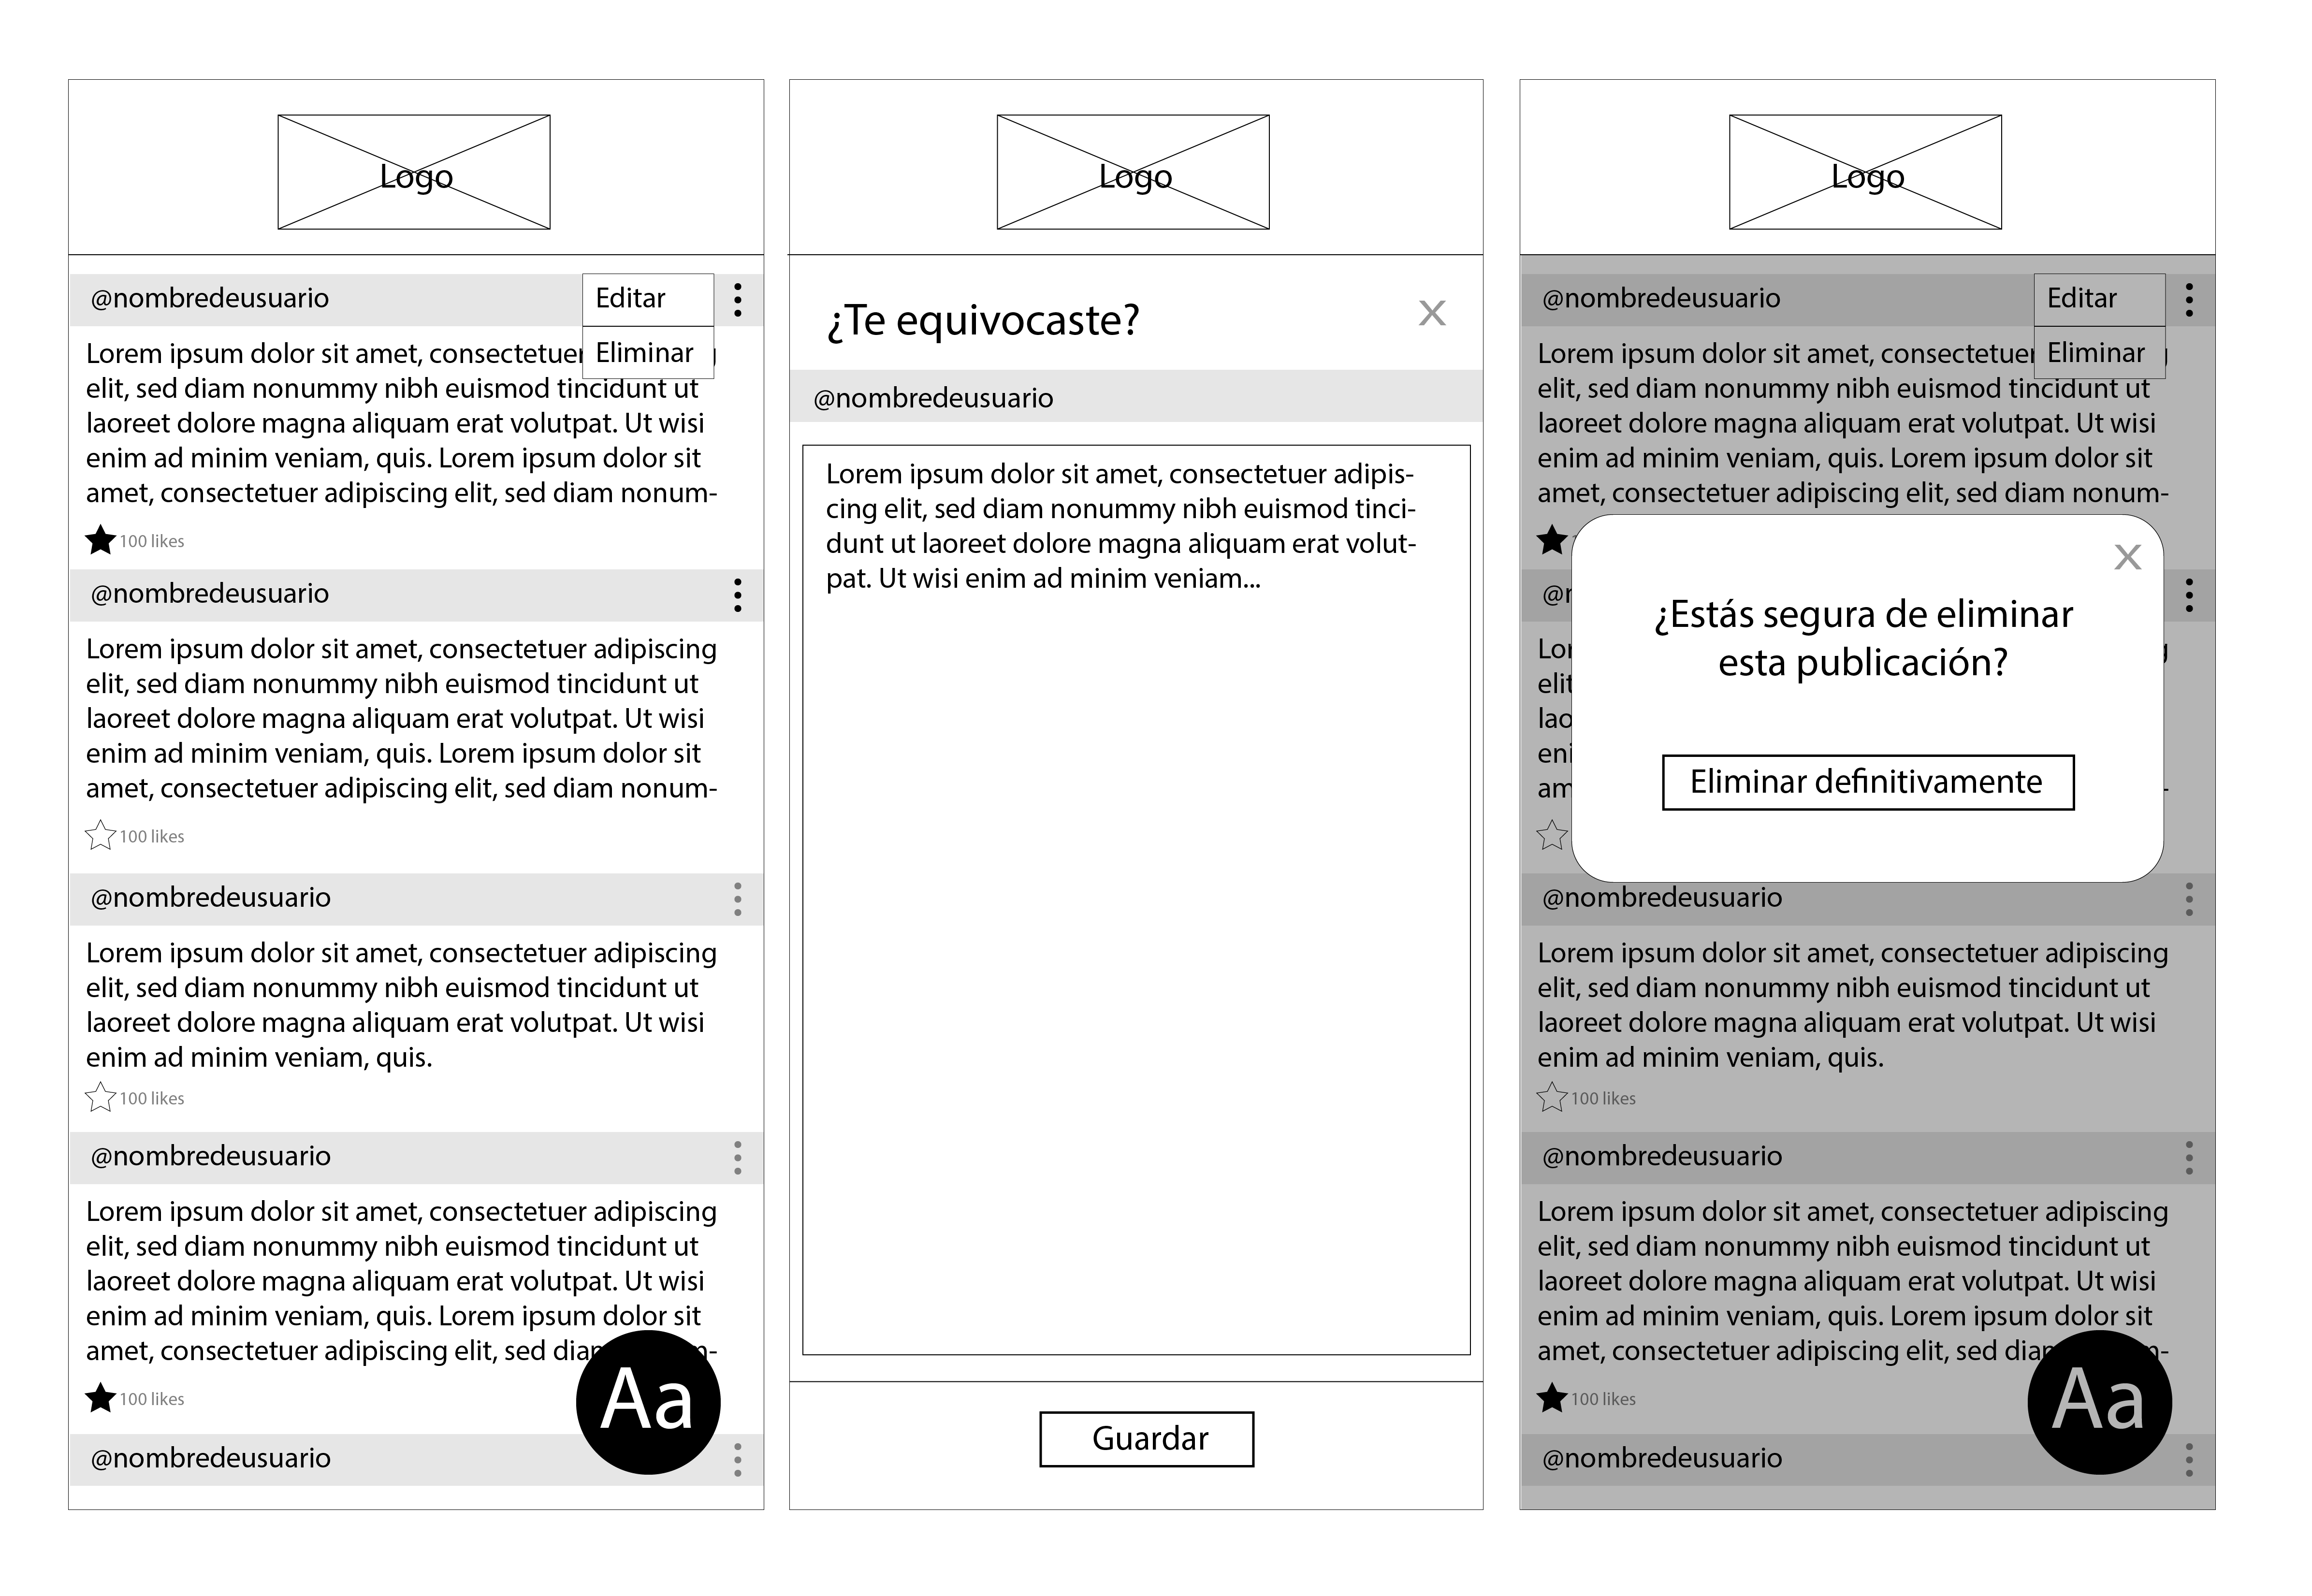 Logo
@nombredeusuario
Editar
Eliminar
Lorem ipsum dolor sit amet, consectetuer
elit, sed diam nonummy nibh euismod tincidunt ut
laoreet dolore magna aliquam erat volutpat. Ut wisi
enim ad minim veniam, quis. Lorem ipsum dolor sit
amet, consectetuer adipiscing elit, sed diam nonum-
100 likes
@nombredeusuario
Lorem ipsum dolor sit amet, consectetuer adipiscing
elit, sed diam nonummy nibh euismod tincidunt ut
laoreet dolore magna aliquam erat volutpat. Ut wisi
enim ad minim veniam, quis. Lorem ipsum dolor sit
amet, consectetuer adipiscing elit, sed diam nonum-
100 likes
@nombredeusuario
Lorem ipsum dolor sit amet, consectetuer adipiscing
elit, sed diam nonummy nibh euismod tincidunt ut
laoreet dolore magna aliquam erat volutpat. Ut wisi
enim ad minim veniam, quis.
100 likes
@nombredeusuario
Lorem ipsum dolor sit amet, consectetuer adipiscing
elit, sed diam nonummy nibh euismod tincidunt ut
laoreet dolore magna aliquam erat volutpat. Ut wisi
enim ad minim veniam, quis. Lorem ipsum dolor sit
amet, consectetuer adipiscing elit, sed
100 likes
Aa
@nombredeusuario
Logo
¿Te equivocaste?
X
@nombredeusuario
Lorem ipsum dolor sit amet, consectetuer adipis-
cing elit, sed diam nonummy nibh euismod tinci-
dunt ut laoreet dolore magna aliquam erat volut-
pat. Ut wisi enim ad minim veniam...
Guardar
Logo
@nombredeusuario
Editar
Eliminar
Lorem ipsum dolor sit amet, consectetuer
elit, sed diam nonummy nibh euismod tincidunt ut
laoreet dolore magna aliquam erat volutpat. Ut wisi
enim ad minim veniam, quis. Lorem ipsum dolor sit
amet, consectetuer adipiscing elit, sed diam nonum-
X
¿Estás segura de eliminar
esta publicación?
Eliminar definitivamente
@nombredeusuario
Lorem ipsum dolor sit amet, consectetuer adipiscing
elit, sed diam nonummy nibh euismod tincidunt ut
laoreet dolore magna aliquam erat volutpat. Ut wisi
enim ad minim veniam, quis.
100 likes
@nombredeusuario
Lorem ipsum dolor sit amet, consectetuer adipiscing
elit, sed diam nonummy nibh euismod tincidunt ut
laoreet dolore magna aliquam erat volutpat. Ut wisi
enim ad minim veniam, quis. Lorem ipsum dolor sit
amet, consectetuer adipiscing elit, sed
100 likes
Aa
@nombredeusuario